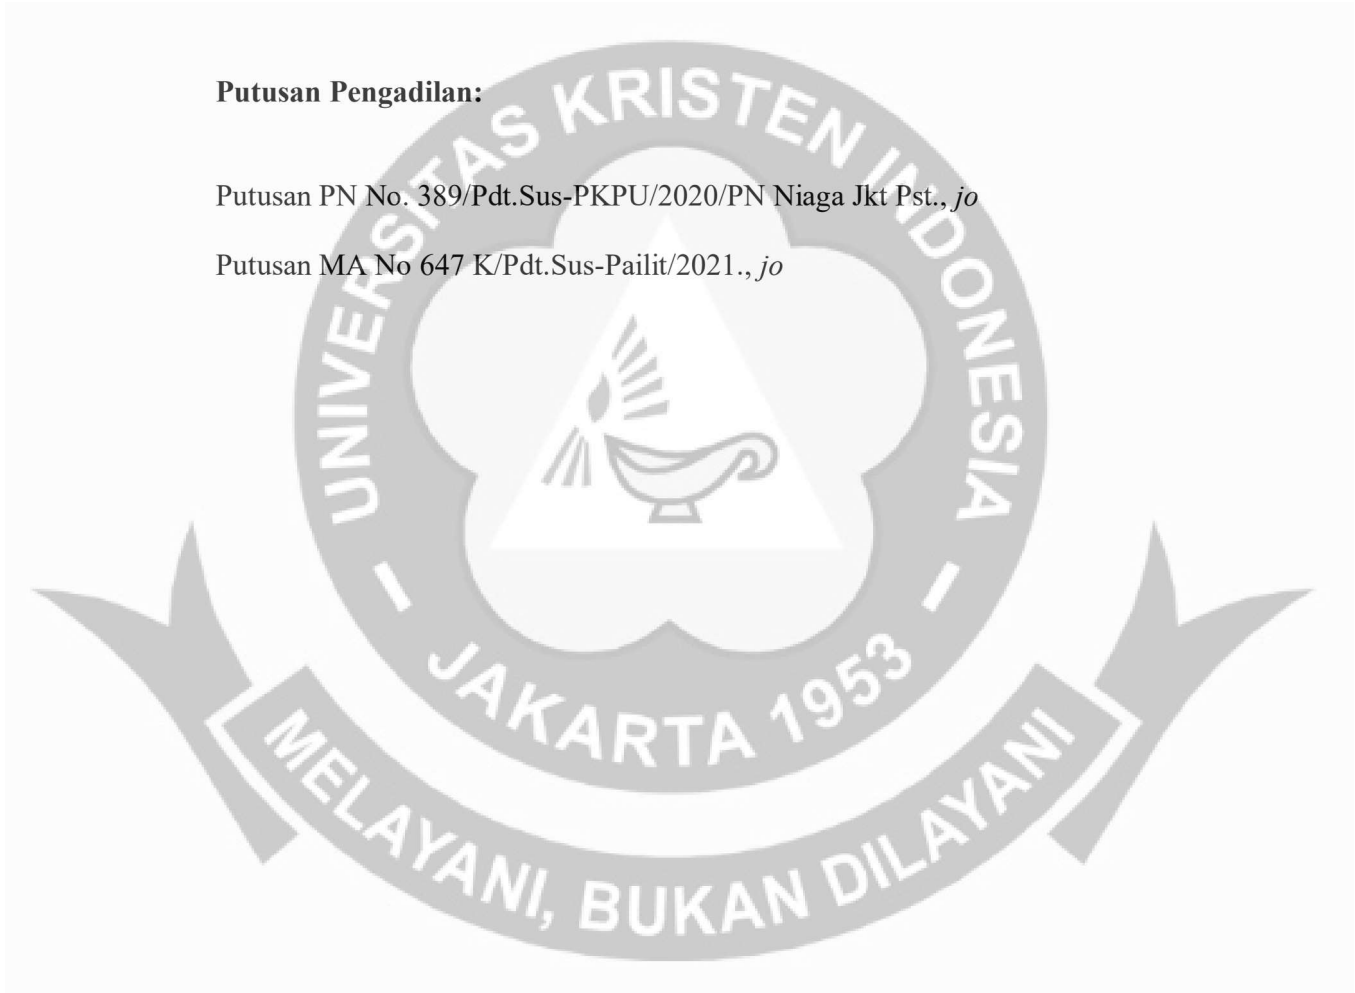 Putusan Pengadilan:
Putusan PN No. 389/Pdt.Sus-PKPU/2020/PN Niaga Jkt Pst., jo
Putusan MA No 647 K/Pdt.Sus-Pailit/2021., jo
UNIVERSITAS KRISTEN INDONESIA
JAKARTA 1953
MELAYANI, BUKAN DILAYANI